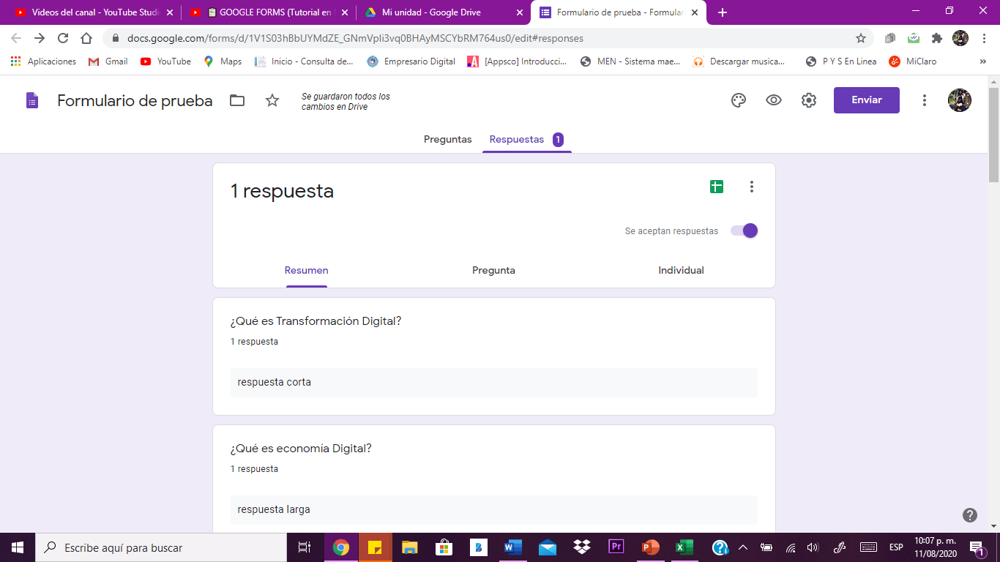 Videos del canal - YouTube Studi
GOOGLE FORMS (Tutorial en
Mi unidad - Google Drive
Formulario de prueba - Formular
docs.google.com/forms/d/1V1S03hBbUYMdZE_GNmVpIi3vq0BHAyMSCYbRM764us0/edit#responses
Aplicaciones
Gmail
YouTube
Maps
Inicio - Consulta de...
Empresario Digital
[Appsco] Introducci...
MEN - Sistema mae...
Descargar musica...
P Y S En Linea
MiClaro
»
Formulario de prueba
Se guardaron todos los
cambios en Drive
Enviar
Preguntas
Respuestas 1
1 respuesta
Se aceptan respuestas
Resumen
Pregunta
Individual
¿Qué es Transformación Digital?
1 respuesta
respuesta corta
¿Qué es economía Digital?
1 respuesta
respuesta larga
Escribe aquí para buscar
ESP
10:07 p. m.
11/08/2020
1